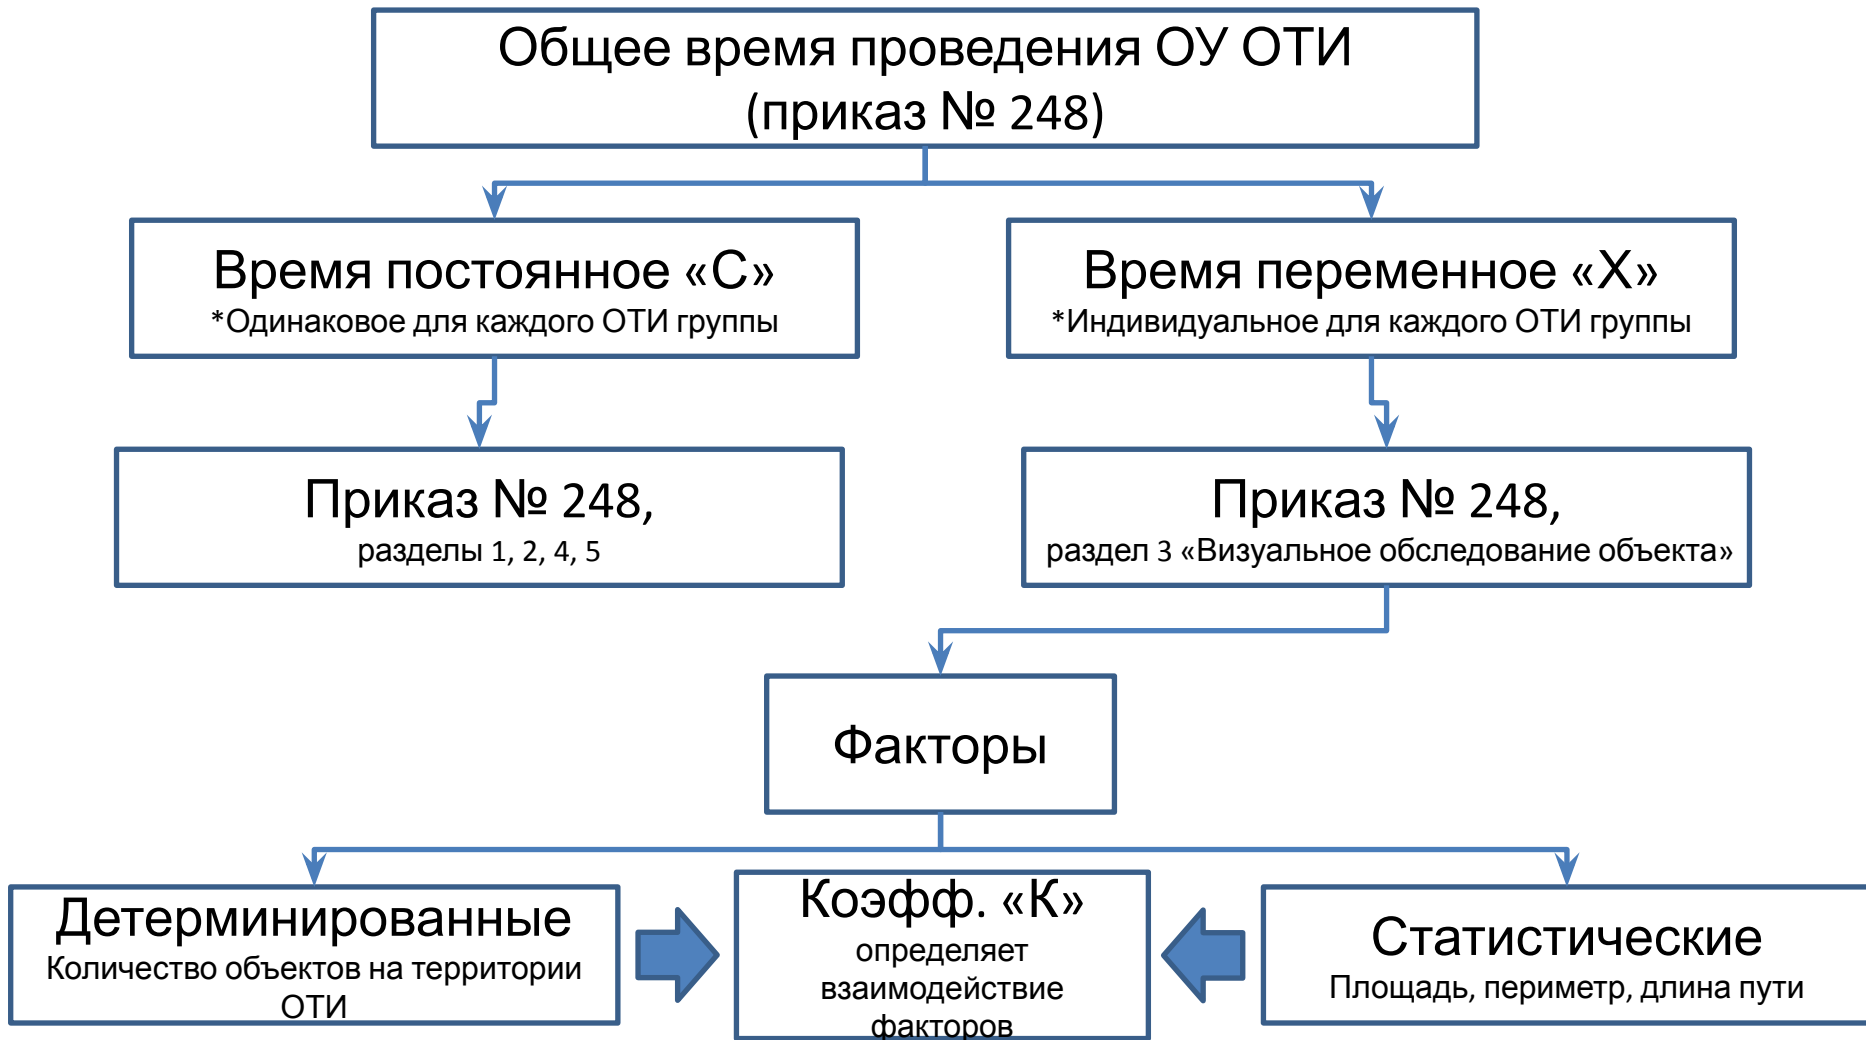 Общее время проведения ОУ ОТИ
(приказ № 248)
Время постоянное «С»
*Одинаковое для каждого ОТИ группы
Время переменное «Х»
*Индивидуальное для каждого ОТИ группы
Приказ № 248,
разделы 1, 2, 4, 5
Приказ № 248,
раздел 3 «Визуальное обследование объекта»
Факторы
Детерминированные
Количество объектов на территории
ОТИ
Коэфф. «К»
определяет
взаимодействие
факторов
Статистические
Площадь, периметр, длина пути